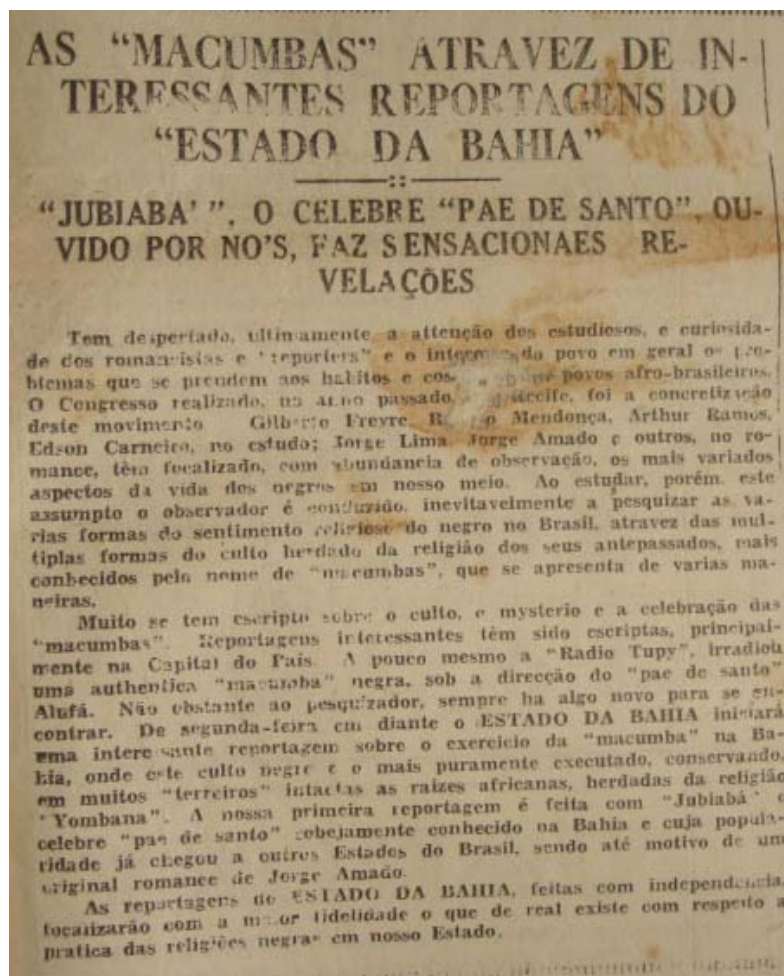 AS “MACUMBAS” ATRAVEZ DE IN-
TERESSANTES REPORTAGENS DO
“ESTADO DA BAHIA”
“JUBIABA’”, O CELEBRE “PAE DE SANTO”, OU-
VIDO POR NO’S, FAZ SENSACIONAES RE-
VELAÇÕES
Tem despertado, ultimamente, a attenção dos estudiosos, e curiosida-
de dos romancistas e “reporters” e o interesse do povo em geral os pro-
blemas que se prendem aos habitos e povos afro-brasileiros.
O Congresso realizado, no anno passado, Recife, foi a concretização
deste movimento Gilberto Freyre, Mendonça, Arthur Ramos,
Edson Carneiro, no estudo; Jorge Lima, Jorge Amado e outros, no ro-
mance, têm focalizado, com abundancia de observação, os mais variados
aspectos da vida dos negros em nosso meio. Ao estudar, porém, este
assumpto o observador é conduzido, inevitavelmente a pesquizar as va-
rias formas do sentimento religioso do negro no Brasil, atravez das mul-
tiplas formas do culto herdado da religião dos seus antepassados, mais
conhecidos pelo nome de “macumbas”, que se apresenta de varias ma-
neiras.
Muito se tem escripto sobre o culto, o mysterio e a celebração das
“macumbas”. Reportagens interessantes têm sido escriptas, principal-
mente na Capital do Paiz. A pouco mesmo a “Radio Tupy”, irradiou
uma authentica “macumba” negra, sob a direcção do “pae de santo”
Alufá. Não obstante ao pesquizador, sempre ha algo novo para se en-
contrar. De segunda-feira em diante o ESTADO DA BAHIA iniciará
uma interessante reportagem sobre o exercicio da “macumba” na Ba-
hia, onde este culto negro é o mais puramente executado, conservando,
em muitos “terreiros” intactas as raizes africanas, herdadas da religião
“Yombana”. A nossa primeira reportagem é feita com “Jubiabá” o
celebre “pae de santo” sobejamente conhecido na Bahia e cuja popula-
ridade já chegou a outros Estados do Brasil, sendo até motivo de um
original romance de Jorge Amado.
As reportagens do ESTADO DA BAHIA, feitas com independencia,
focalizarão com a maior fidelidade o que de real existe com respeito a
pratica das religiões negras em nosso Estado.